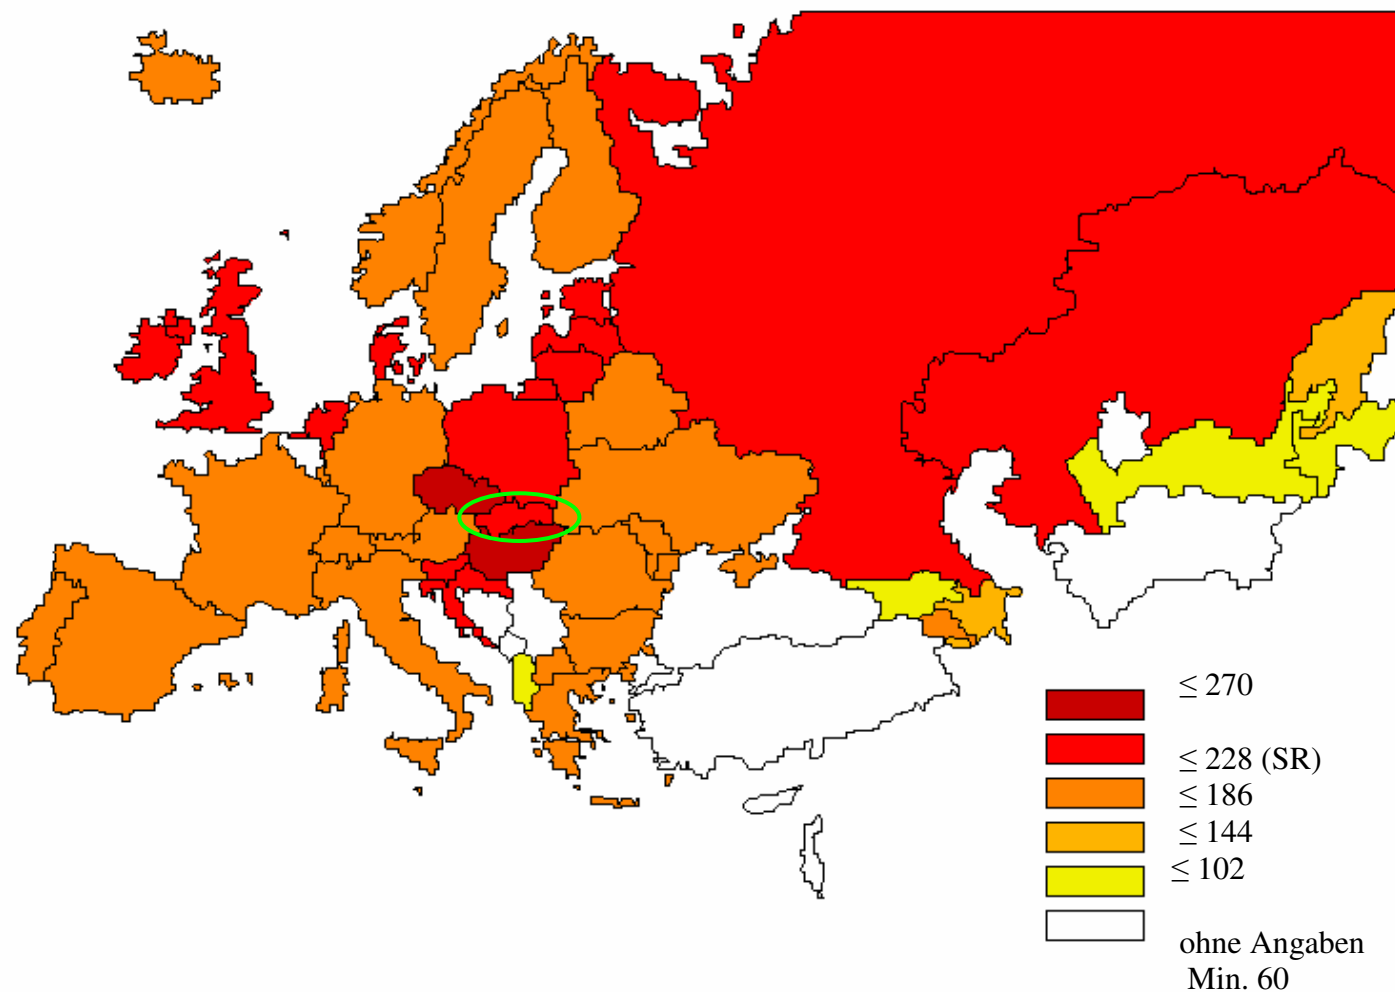 ≤ 270
≤ 228 (SR)
≤ 186
≤ 144
≤ 102
ohne Angaben
Min. 60